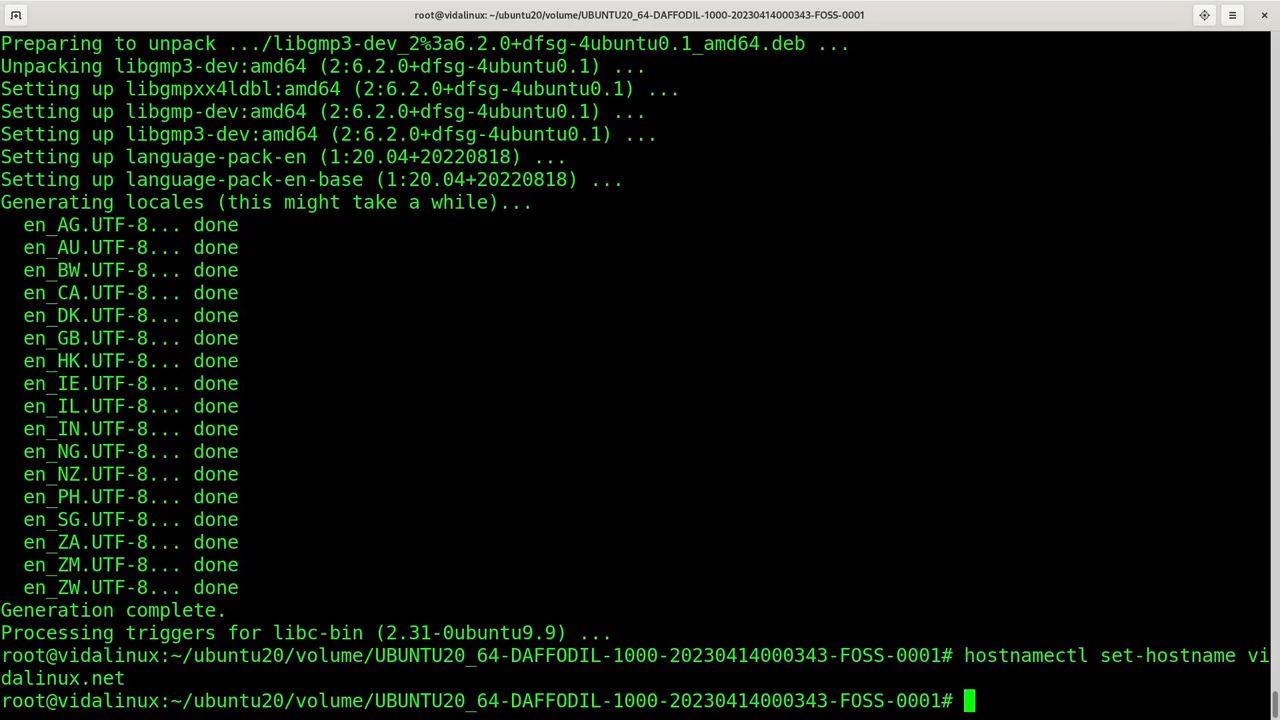 root@vidalinux: ~/ubuntu20/volume/UBUNTU20_64-DAFFODIL-1000-20230414000343-FOSS-0001
Preparing to unpack .../libgmp3-dev_2%3a6.2.0+dfsg-4ubuntu0.1_amd64.deb ...
Unpacking libgmp3-dev:amd64 (2:6.2.0+dfsg-4ubuntu0.1) ...
Setting up libgmpxx4ldbl:amd64 (2:6.2.0+dfsg-4ubuntu0.1) ...
Setting up libgmp-dev:amd64 (2:6.2.0+dfsg-4ubuntu0.1) ...
Setting up libgmp3-dev:amd64 (2:6.2.0+dfsg-4ubuntu0.1) ...
Setting up language-pack-en (1:20.04+20220818) ...
Setting up language-pack-en-base (1:20.04+20220818) ...
Generating locales (this might take a while)...
  en_AG.UTF-8... done
  en_AU.UTF-8... done
  en_BW.UTF-8... done
  en_CA.UTF-8... done
  en_DK.UTF-8... done
  en_GB.UTF-8... done
  en_HK.UTF-8... done
  en_IE.UTF-8... done
  en_IL.UTF-8... done
  en_IN.UTF-8... done
  en_NG.UTF-8... done
  en_NZ.UTF-8... done
  en_PH.UTF-8... done
  en_SG.UTF-8... done
  en_ZA.UTF-8... done
  en_ZM.UTF-8... done
  en_ZW.UTF-8... done
Generation complete.
Processing triggers for libc-bin (2.31-0ubuntu9.9) ...
root@vidalinux:~/ubuntu20/volume/UBUNTU20_64-DAFFODIL-1000-20230414000343-FOSS-0001# hostnamectl set-hostname vi
dalinux.net
root@vidalinux:~/ubuntu20/volume/UBUNTU20_64-DAFFODIL-1000-20230414000343-FOSS-0001#